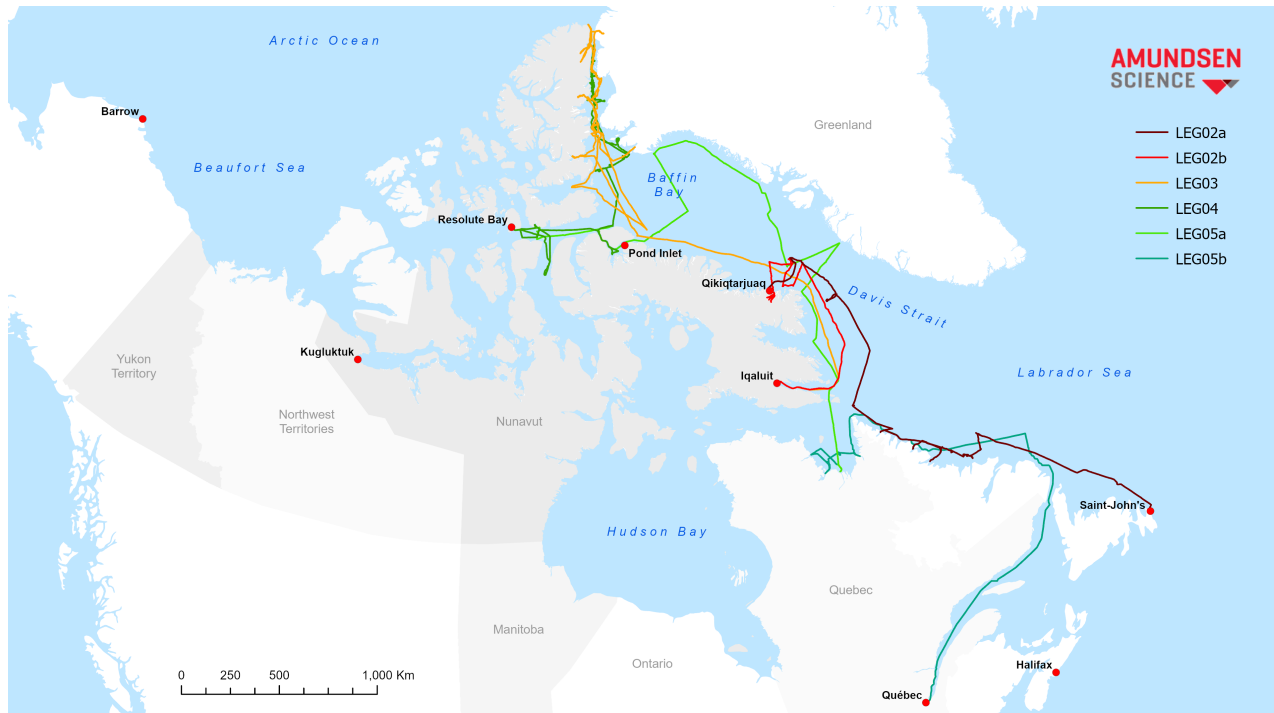 Arctic Ocean
AMUNDSEN
SCIENCE
Barrow
Greenland
LEG02a
LEG02b
LEG03
LEG04
LEG05a
LEG05b
Beaufort Sea
Baffin
Bay
Resolute Bay
Pond Inlet
Qikiqtarjuaq
Davis Strait
Kugluktuk
Yukon
Territory
Iqaluit
Labrador Sea
Northwest
Territories
Nunavut
Saint-John's
Hudson Bay
Quebec
Manitoba
Ontario
Halifax
0 250 500 1,000 Km
Québec